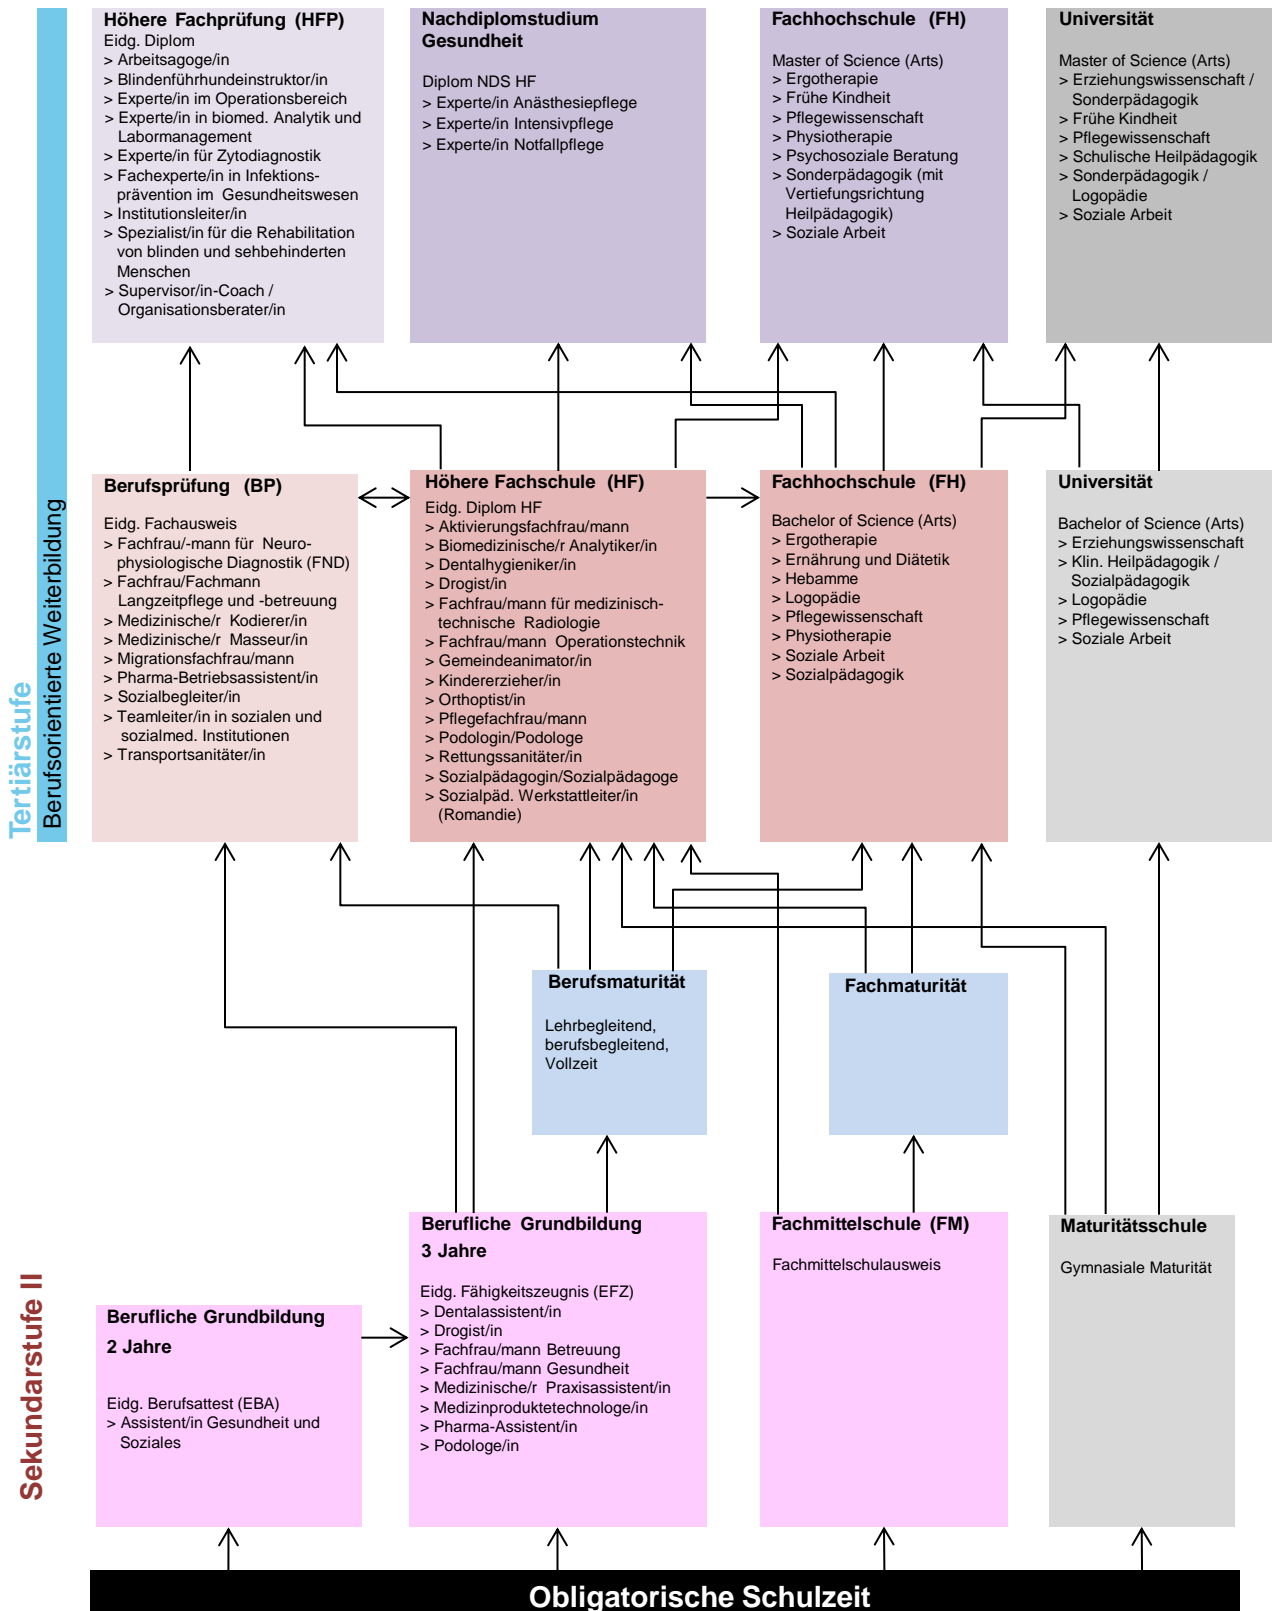 Tertiärstufe
Berufsorientierte Weiterbildung
Höhere Fachprüfung (HFP)
Eidg. Diplom
> Arbeitsagoge/in
> Blindenführhundeinstruktor/in
> Experte/in im Operationsbereich
> Experte/in in biomed. Analytik und
Labormanagement
> Experte/in für Zytodiagnostik
> Fachexperte/in in Infektions-
prävention im Gesundheitswesen
> Institutionsleiter/in
> Spezialist/in für die Rehabilitation
von blinden und sehbehinderten
Menschen
> Supervisor/in-Coach /
Organisationsberater/in
Nachdiplomstudium
Gesundheit
Diplom NDS HF
> Experte/in Anästhesiepflege
> Experte/in Intensivpflege
> Experte/in Notfallpflege
Fachhochschule (FH)
Master of Science (Arts)
> Ergotherapie
> Frühe Kindheit
> Pflegewissenschaft
> Physiotherapie
> Psychosoziale Beratung
> Sonderpädagogik (mit
Vertiefungsrichtung
Heilpädagogik)
> Soziale Arbeit
Universität
Master of Science (Arts)
> Erziehungswissenschaft /
Sonderpädagogik
> Frühe Kindheit
> Pflegewissenschaft
> Schulische Heilpädagogik
> Sonderpädagogik /
Logopädie
> Soziale Arbeit
Berufsprüfung (BP)
Eidg. Fachausweis
> Fachfrau/-mann für Neuro-
physiologische Diagnostik (FND)
> Fachfrau/Fachmann
Langzeitpflege und -betreuung
> Medizinische/r Kodierer/in
> Medizinische/r Masseur/in
> Migrationsfachfrau/mann
> Pharma-Betriebsassistent/in
> Sozialbegleiter/in
> Teamleiter/in in sozialen und
sozialmed. Institutionen
> Transportsanitäter/in
Höhere Fachschule (HF)
Eidg. Diplom HF
> Aktivierungsfachfrau/mann
> Biomedizinische/r Analytiker/in
> Dentalhygieniker/in
> Drogist/in
> Fachfrau/mann für medizinisch-
technische Radiologie
> Fachfrau/mann Operationstechnik
> Gemeindeanimator/in
> Kindererzieher/in
> Orthoptist/in
> Pflegefachfrau/mann
> Podologin/Podologe
> Rettungssanitäter/in
> Sozialpädagogin/Sozialpädagoge
> Sozialpäd. Werkstattleiter/in
(Romandie)
Fachhochschule (FH)
Bachelor of Science (Arts)
> Ergotherapie
> Ernährung und Diätetik
> Hebamme
> Logopädie
> Pflegewissenschaft
> Physiotherapie
> Soziale Arbeit
> Sozialpädagogik
Universität
Bachelor of Science (Arts)
> Erziehungswissenschaft
> Klin. Heilpädagogik /
Sozialpädagogik
> Logopädie
> Pflegewissenschaft
> Soziale Arbeit
Berufsmaturität
Lehrbegleitend,
berufsbegleitend,
Vollzeit
Fachmaturität
Sekundarstufe II
Berufliche Grundbildung
2 Jahre
Eidg. Berufsattest (EBA)
> Assistent/in Gesundheit und
Soziales
Berufliche Grundbildung
3 Jahre
Eidg. Fähigkeitszeugnis (EFZ)
> Dentalassistent/in
> Drogist/in
> Fachfrau/mann Betreuung
> Fachfrau/mann Gesundheit
> Medizinische/r Praxisassistent/in
> Medizinproduktetechnologe/in
> Pharma-Assistent/in
> Podologe/in
Fachmittelschule (FM)
Fachmittelschulausweis
Maturitätsschule
Gymnasiale Maturität
Obligatorische Schulzeit